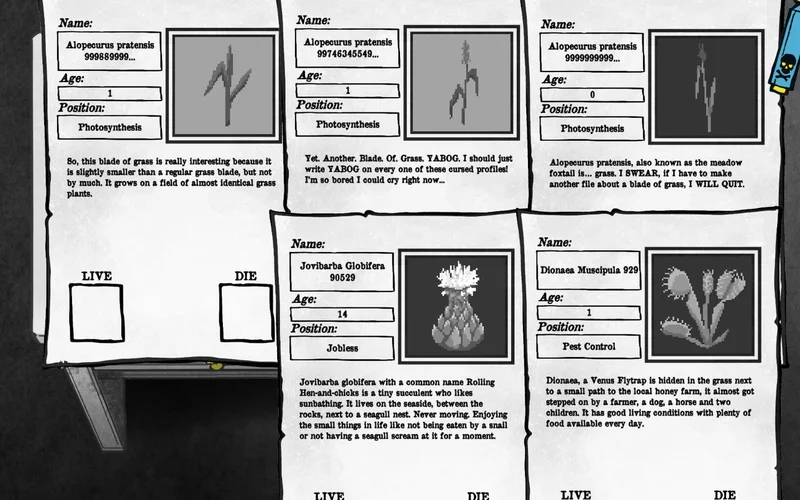 Name:
Alopecurus pratensis
999889999...
Age:
1
Position:
Photosynthesis
So, this blade of grass is really interesting because it
is slightly smaller than a regular grass blade, but not
by much. It grows on a field of almost identical grass
plants.
LIVE
DIE
Name:
Alopecurus pratensis
99746345549...
Age:
1
Position:
Photosynthesis
Yet. Another. Blade. Of. Grass. YABOG. I should just
write YABOG on every one of these cursed profiles!
I'm so bored I could cry right now...
Name:
Alopecurus pratensis
9999999999...
Age:
0
Position:
Photosynthesis
Alopecurus pratensis, also known as the meadow
foxtail is... grass. I SWEAR, if I have to make
another file about a blade of grass, I WILL QUIT.
Name:
Jovibarba Globifera
90529
Age:
14
Position:
Jobless
Jovibarba globifera with a common name Rolling
Hen-and-chicks is a tiny succulent who likes
sunbathing. It lives on the seaside, between the
rocks, next to a seagull nest. Never moving. Enjoying
the small things in life like not being eaten by a snail
or not having a seagull scream at it for a moment.
LIVE
DIE
Name:
Dionaea Muscipula 929
Age:
1
Position:
Pest Control
Dionaea, a Venus Flytrap is hidden in the grass next
to a small path to the local honey farm, it almost got
stepped on by a farmer, a dog, a horse and two
children. It has good living conditions with plenty of
food available every day.
LIVE
DIE